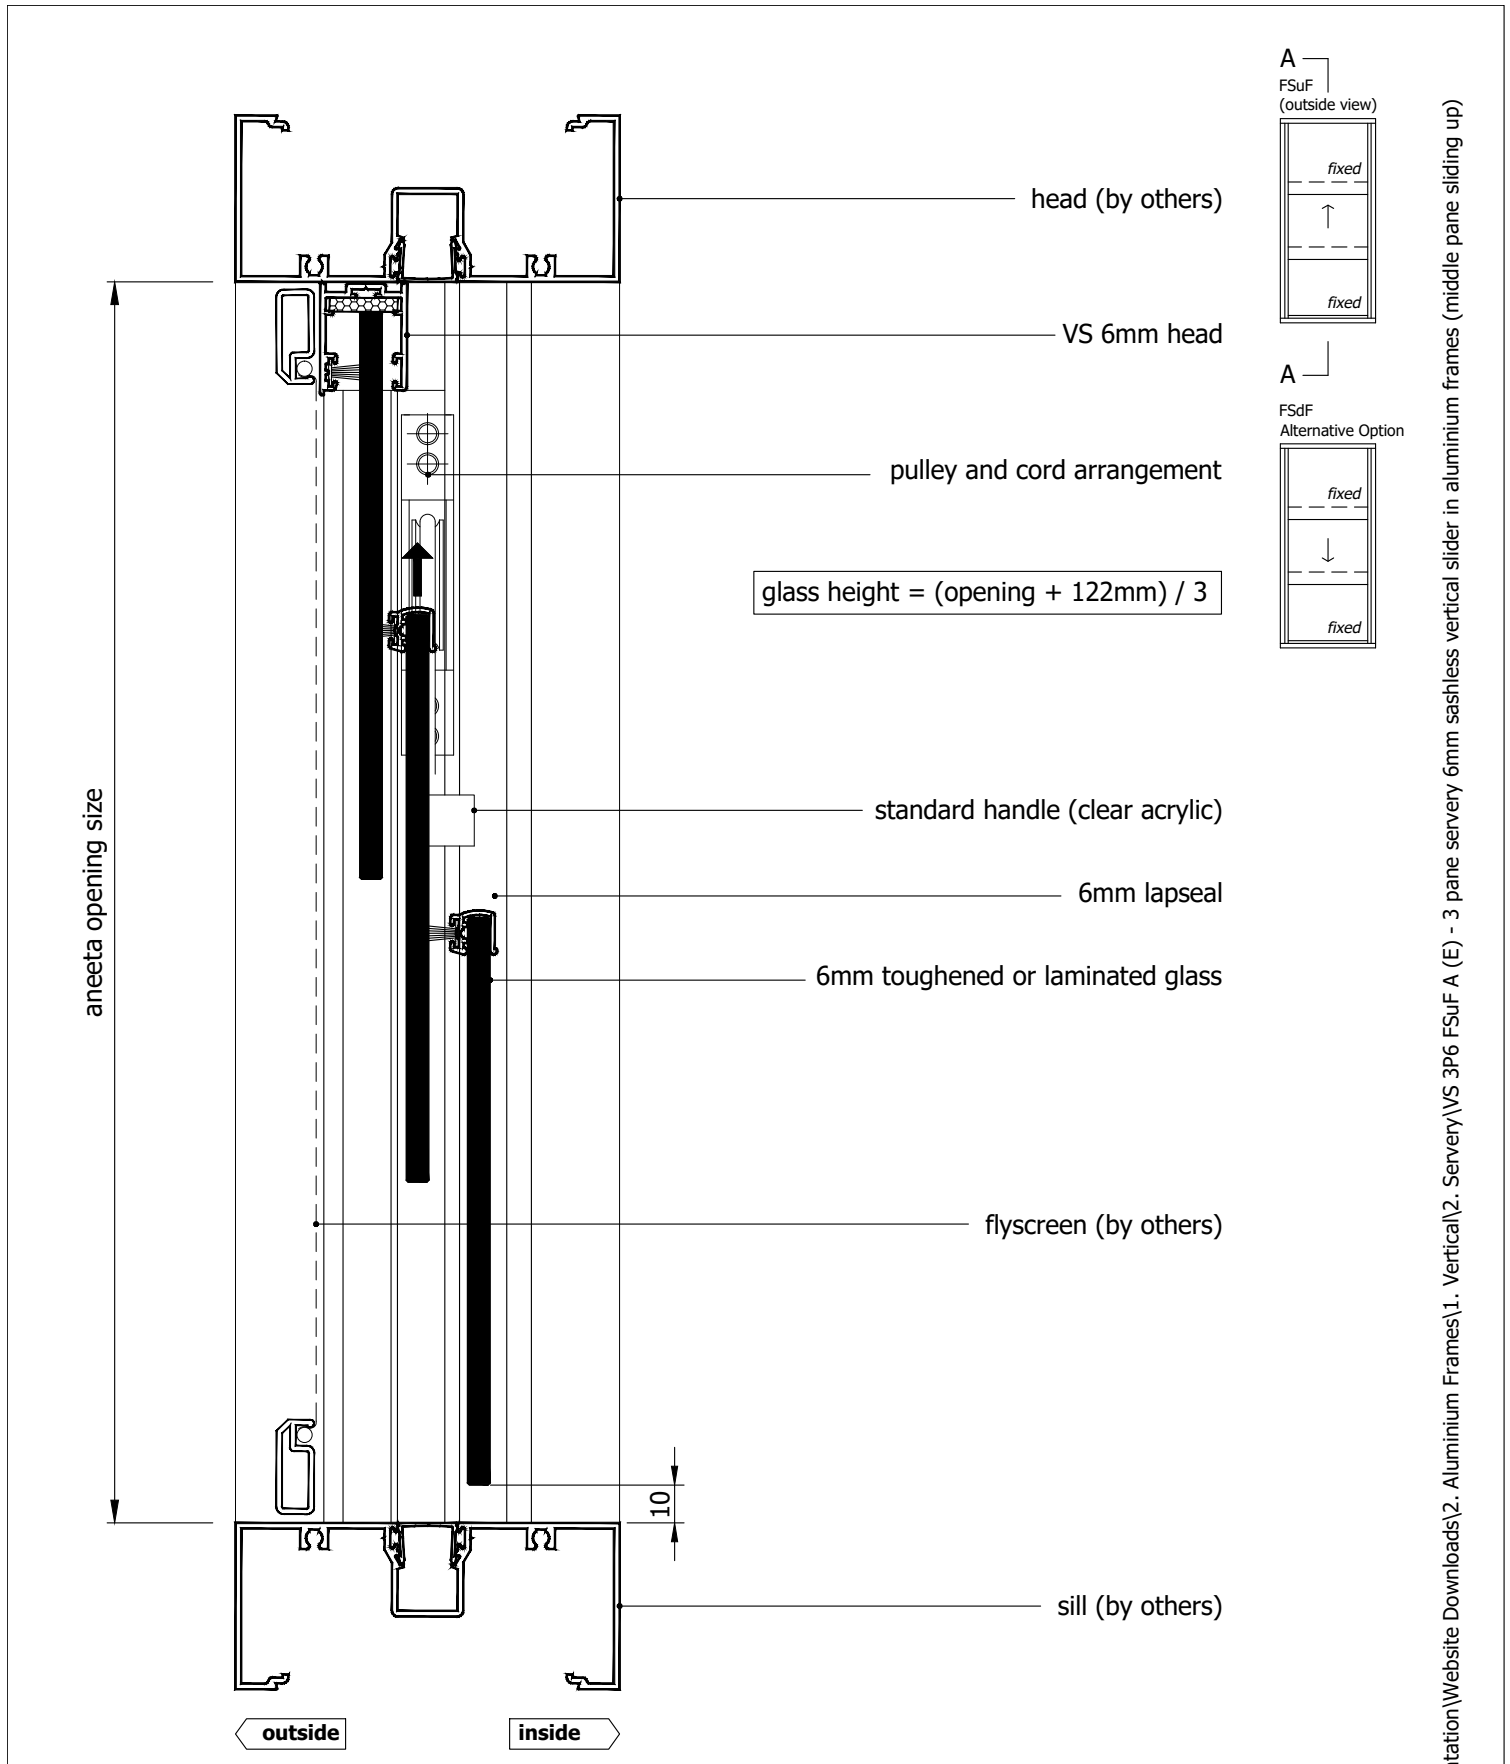 A
FSuF
(outside view)
fixed
fixed
A
FSdF
Alternative Option
fixed
fixed
head (by others)
VS 6mm head
pulley and cord arrangement
glass height = (opening + 122mm) / 3
standard handle (clear acrylic)
6mm lapseal
6mm toughened or laminated glass
flyscreen (by others)
10
sill (by others)
aneeta opening size
outside
inside
tation\Website Downloads\2. Aluminium Frames\1. Vertical\2. Servery\VS 3P6 FSuF A (E) - 3 pane servery 6mm sashless vertical slider in aluminium frames (middle pane sliding up)